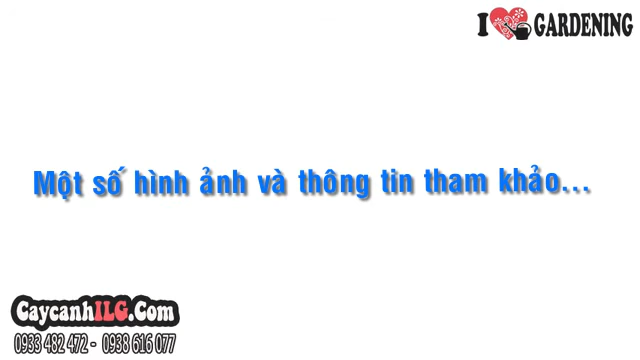 I GARDENING
Một số hình ảnh và thông tin tham khảo...
CaycanhILG.Com
0933 482 472 - 0938 616 077